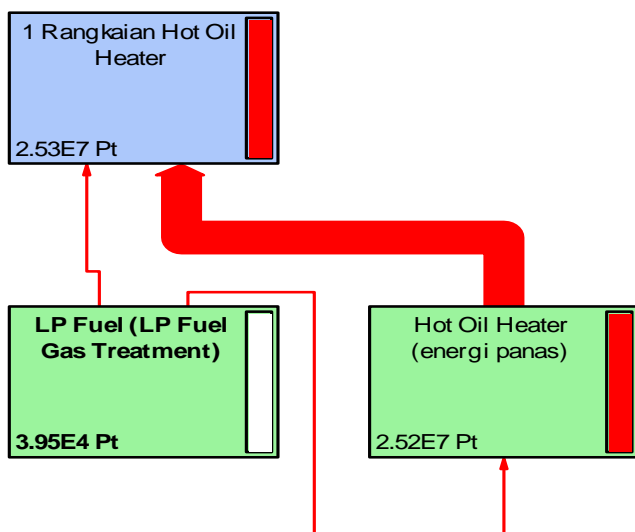 1 Rangkaian Hot Oil
Heater
2.53E7 Pt
LP Fuel (LP Fuel
Gas Treatment)
3.95E4 Pt
Hot Oil Heater
(energi panas)
2.52E7 Pt